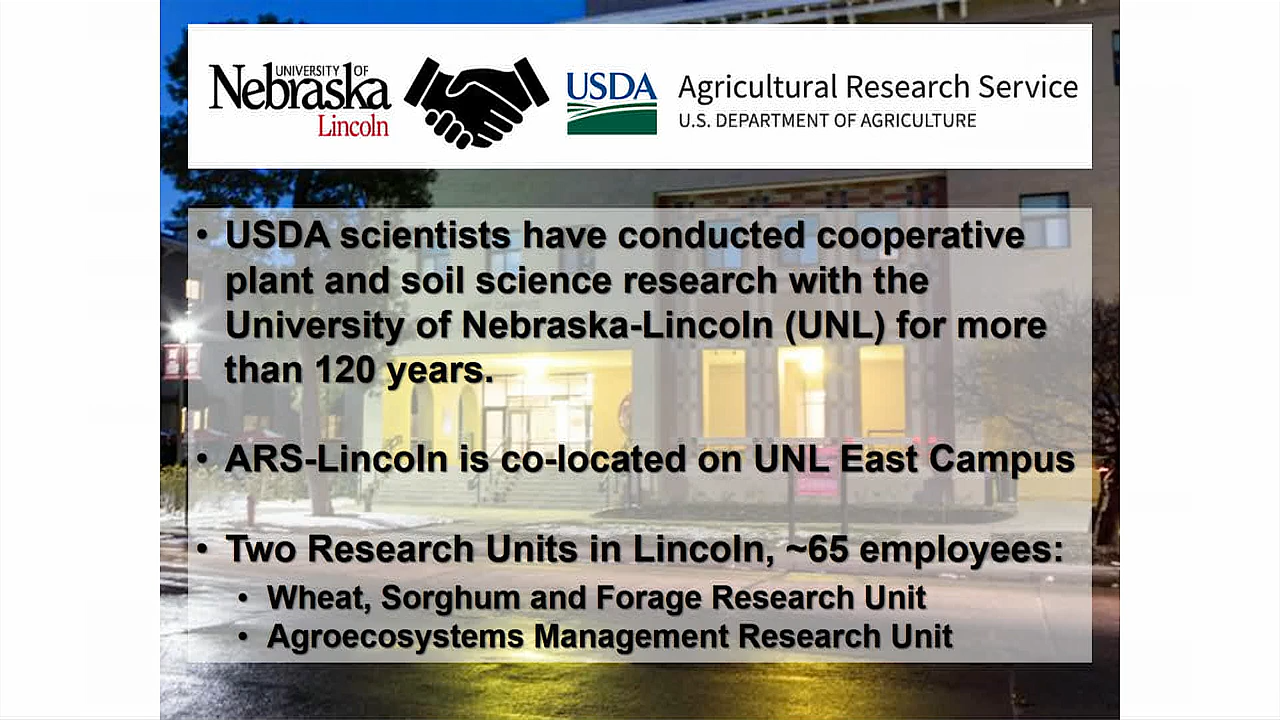 UNIVERSITY OF
Nebraska
Lincoln
USDA
Agricultural Research Service
U.S. DEPARTMENT OF AGRICULTURE
• USDA scientists have conducted cooperative
plant and soil science research with the
University of Nebraska-Lincoln (UNL) for more
than 120 years.
• ARS-Lincoln is co-located on UNL East Campus
• Two Research Units in Lincoln, ~65 employees:
• Wheat, Sorghum and Forage Research Unit
• Agroecosystems Management Research Unit